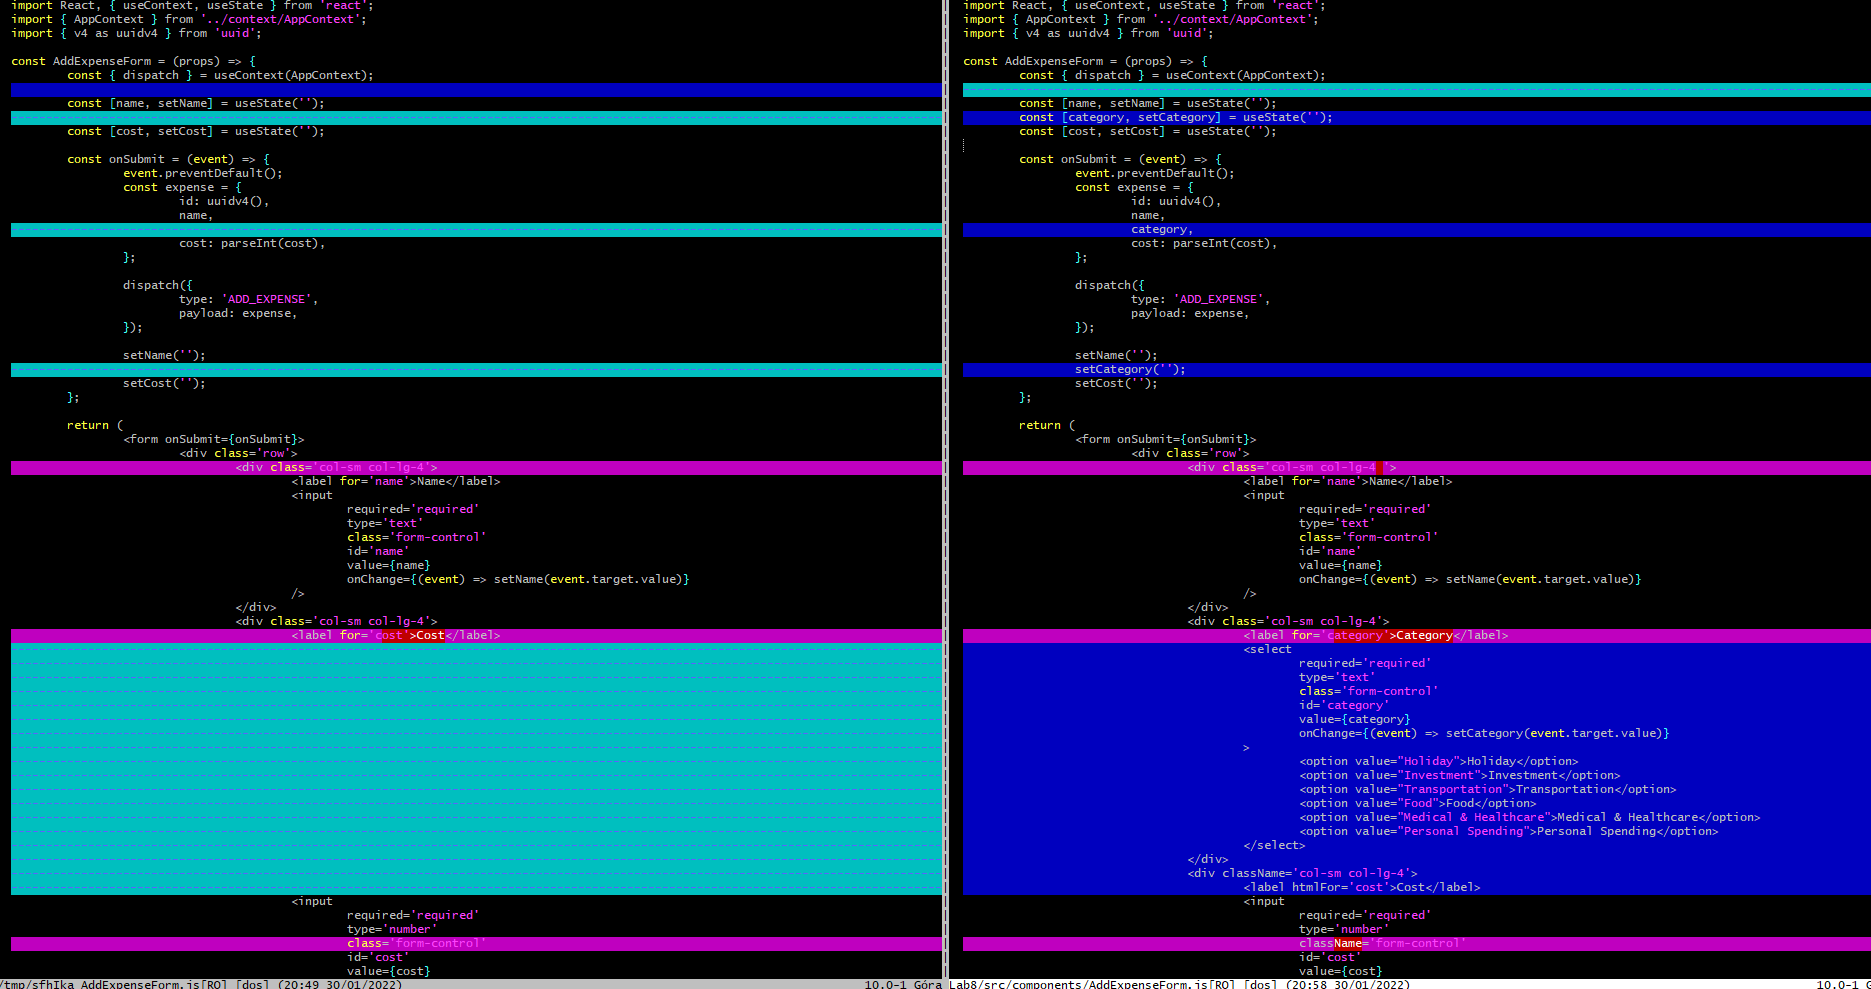 import React, { useContext, useState } from 'react';
import { AppContext } from '../context/AppContext';
import { v4 as uuidv4 } from 'uuid';
const AddExpenseForm = (props) => {
const { dispatch } = useContext(AppContext);
const [name, setName] = useState('');
const [cost, setCost] = useState('');
const onSubmit = (event) => {
event.preventDefault();
const expense = {
id: uuidv4(),
name,
cost: parseInt(cost),
};
dispatch({
type: 'ADD_EXPENSE',
payload: expense,
});
setName('');
setCost('');
};
return (
<form onSubmit={onSubmit}>
<div class='row'>
<div class='col-sm col-lg-4'>
<label for='name'>Name</label>
<input
required='required'
type='text'
class='form-control'
id='name'
value={name}
onChange={(event) => setName(event.target.value)}
/>
</div>
<div class='col-sm col-lg-4'>
<label for='cost'>Cost</label>
<input
required='required'
type='number'
class='form-control'
id='cost'
value={cost}
/tmp/sfhIka_AddExpenseForm.js[RO] [dos] (20:49 30/01/2022) 10,0-1 Góra
import React, { useContext, useState } from 'react';
import { AppContext } from '../context/AppContext';
import { v4 as uuidv4 } from 'uuid';
const AddExpenseForm = (props) => {
const { dispatch } = useContext(AppContext);
const [name, setName] = useState('');
const [category, setCategory] = useState('');
const [cost, setCost] = useState('');
const onSubmit = (event) => {
event.preventDefault();
const expense = {
id: uuidv4(),
name,
category,
cost: parseInt(cost),
};
dispatch({
type: 'ADD_EXPENSE',
payload: expense,
});
setName('');
setCategory('');
setCost('');
};
return (
<form onSubmit={onSubmit}>
<div class='row'>
<div class='col-sm col-lg-4 '>
<label for='name'>Name</label>
<input
required='required'
type='text'
class='form-control'
id='name'
value={name}
onChange={(event) => setName(event.target.value)}
/>
</div>
<div class='col-sm col-lg-4'>
<label for='category'>Category</label>
<select
required='required'
type='text'
class='form-control'
id='category'
value={category}
onChange={(event) => setCategory(event.target.value)}
>
<option value="Holiday">Holiday</option>
<option value="Investment">Investment</option>
<option value="Transportation">Transportation</option>
<option value="Food">Food</option>
<option value="Medical & Healthcare">Medical & Healthcare</option>
<option value="Personal Spending">Personal Spending</option>
</select>
</div>
<div className='col-sm col-lg-4'>
<label htmlFor='cost'>Cost</label>
<input
required='required'
type='number'
className='form-control'
id='cost'
value={cost}
Lab8/src/components/AddExpenseForm.js[RO] [dos] (20:58 30/01/2022) 10,0-1 G